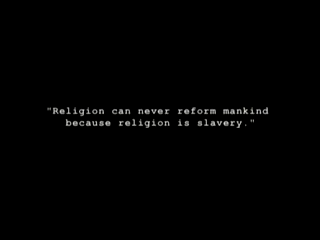 "Religion can never reform mankind
because religion is slavery."